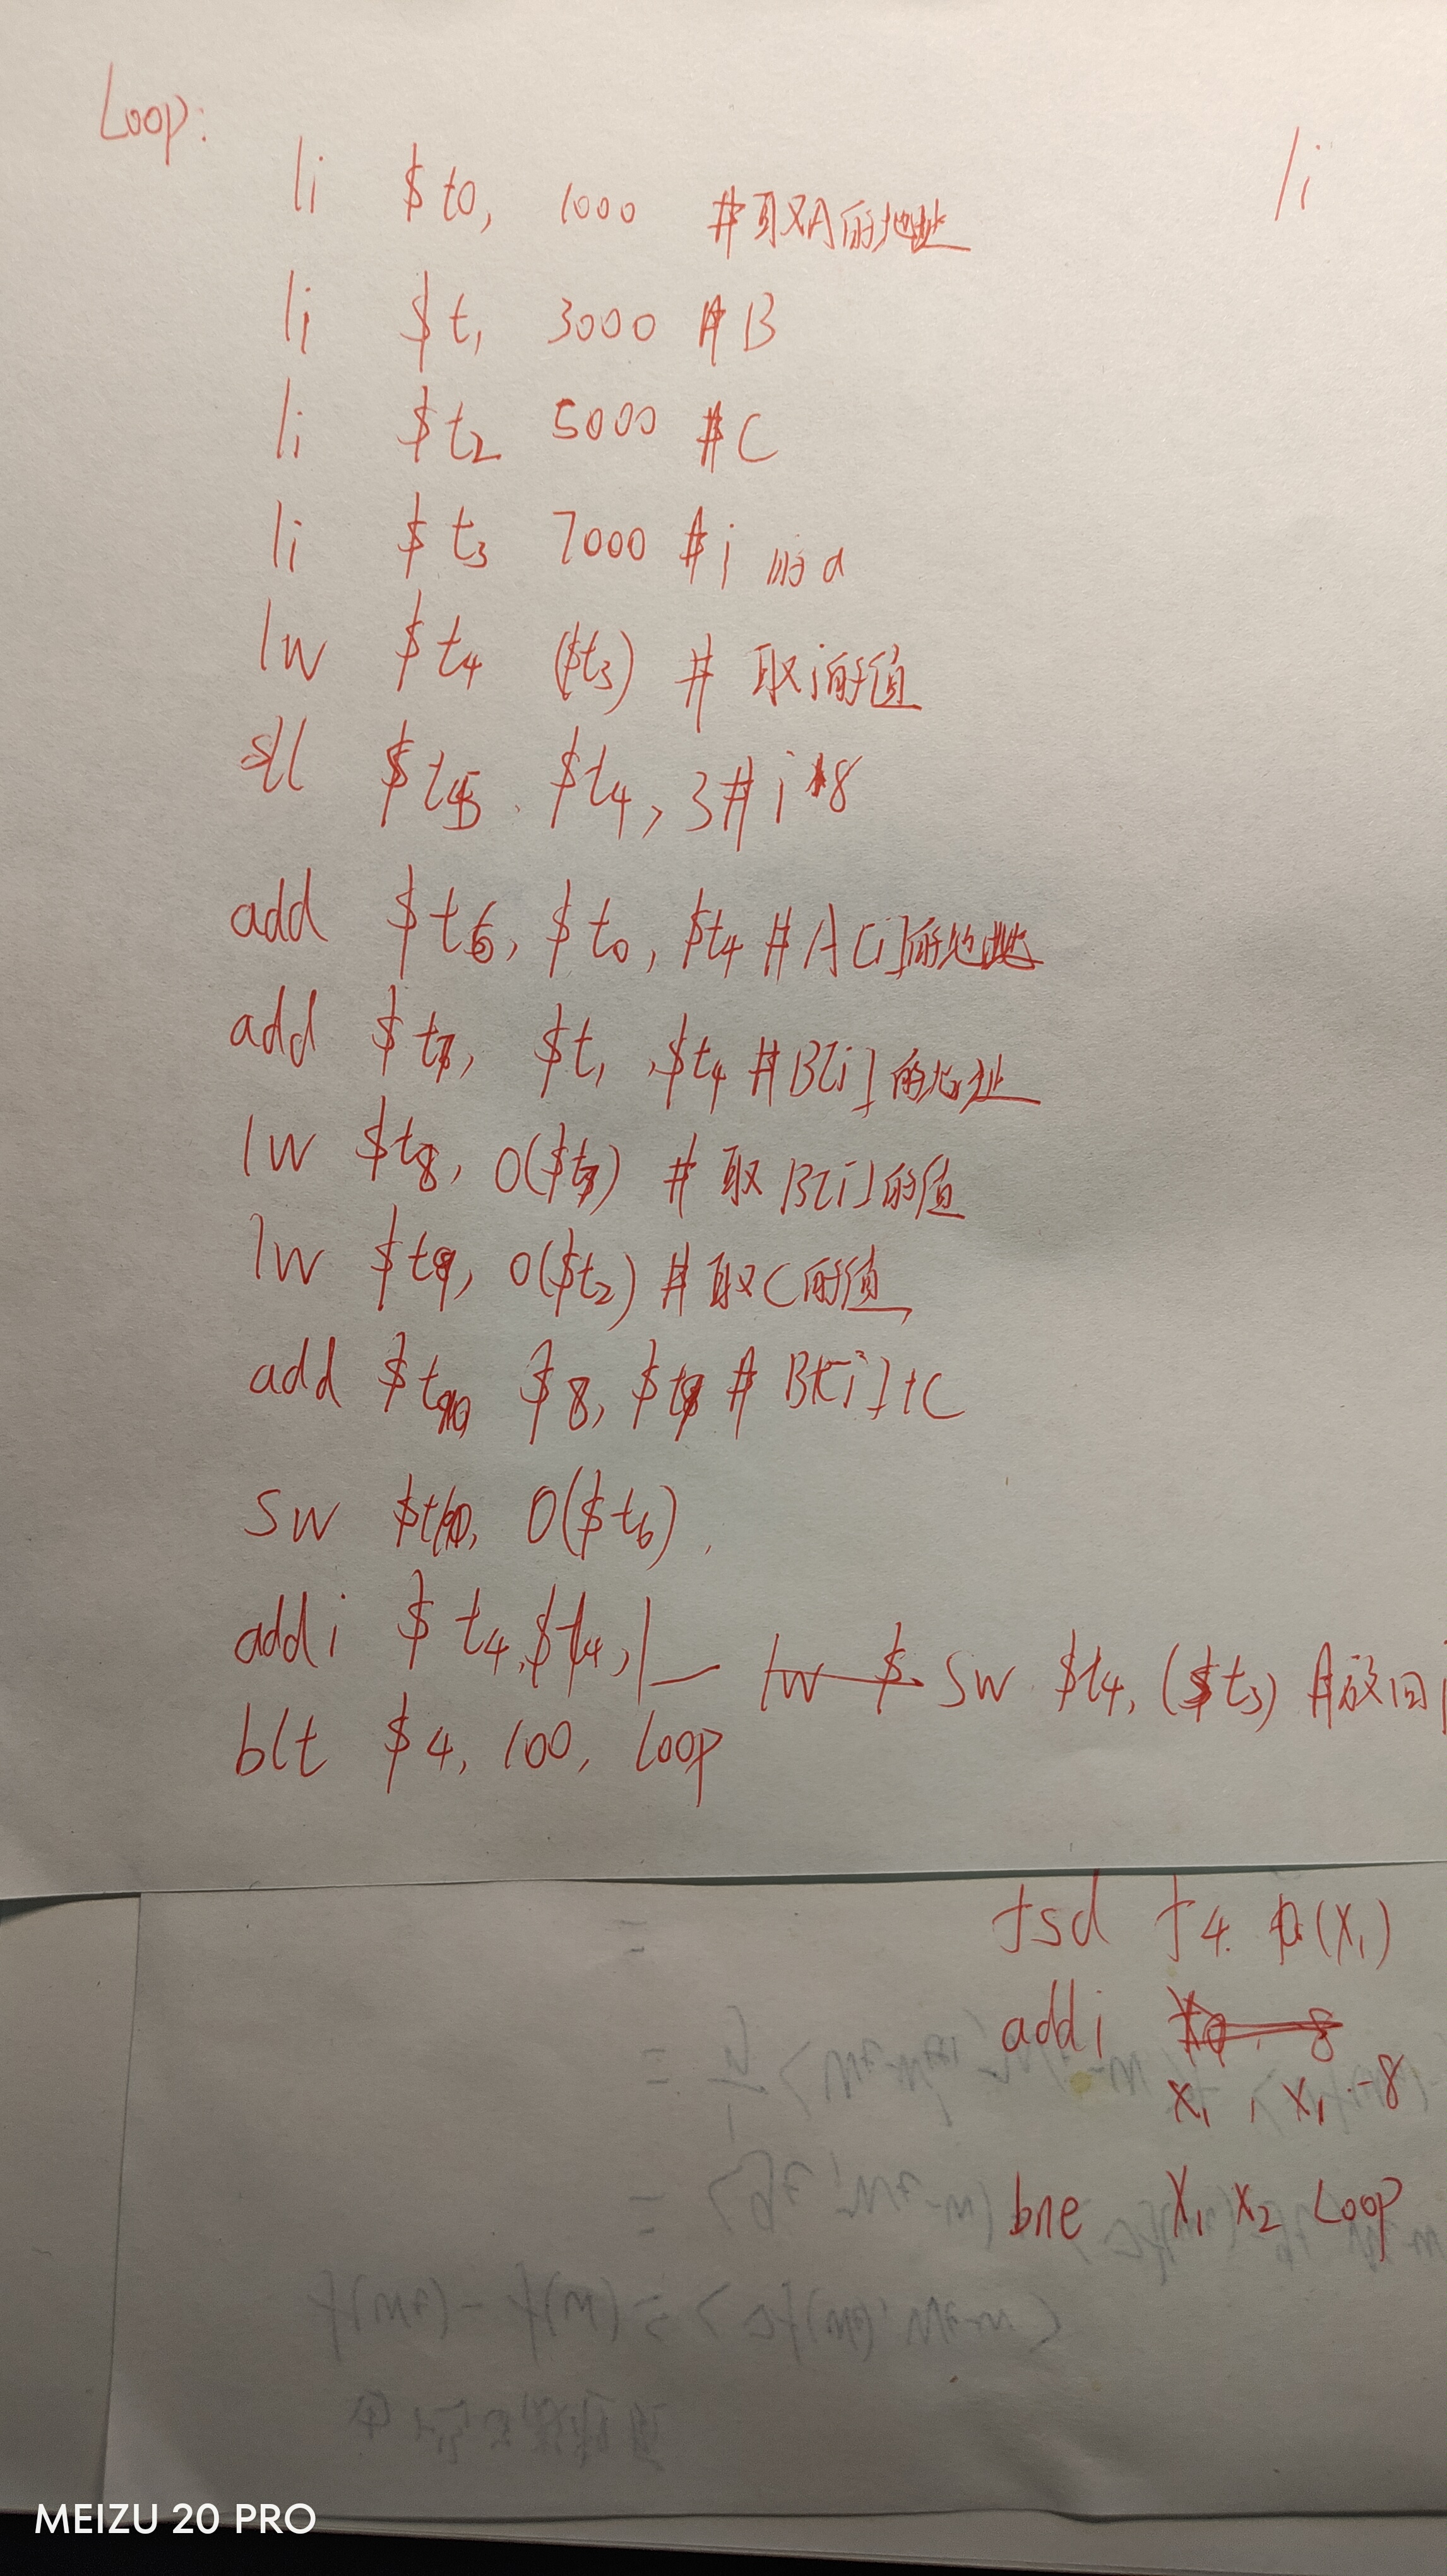 Loop:
li $t0, 1000 #取A的地址
li
li $t1 3000 #B
li $t2 5000 #C
li $t3 7000 #i的a
lw $t4 ($t3) # 取i的值
sll $t5, $t4, 3 # i*8
add $t6, $t0, $t4 # A[i]的地址
add $t7, $t1, $t4 # B[i]的地址
lw $t8, 0($t7) # 取B[i]的值
lw $t9, 0($t2) # 取C的值
add $t10 $8, $t9 # B[i]+C
sw $t10, 0($t6)
addi $t4, $t4, 1 lw $ sw $t4, ($t3) #放回
blt $4, 100, loop
fsd f4. 0(x1)
addi x0, 8
x1, x1 -8
bne x1 x2 Loop
MEIZU 20 PRO